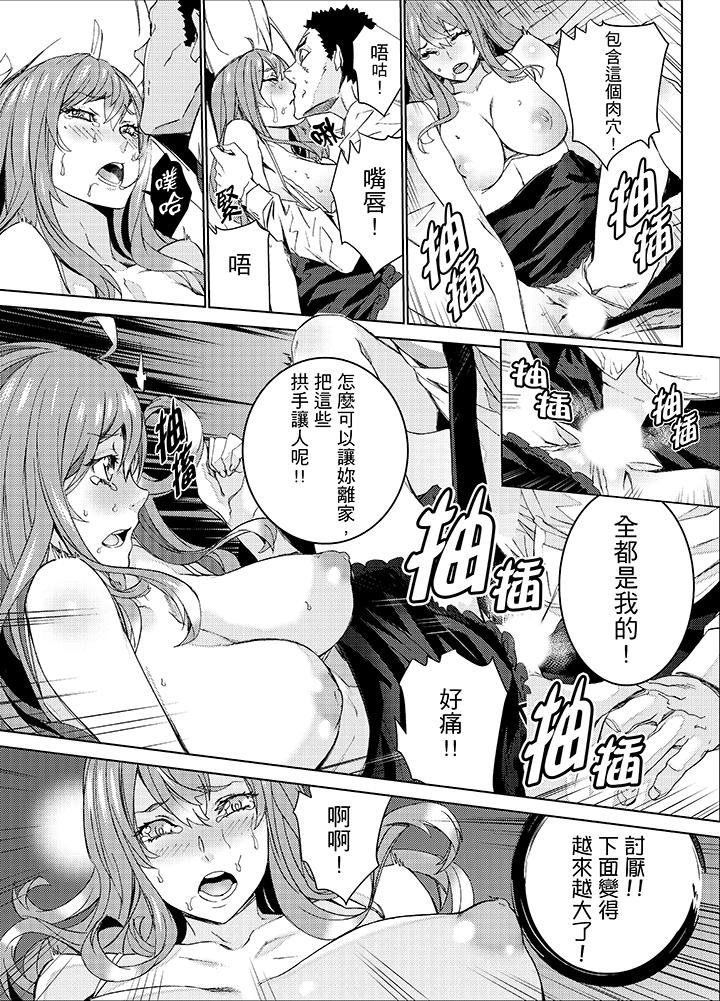 包含這個肉穴！
抽插
唔咕！
啾
嘴唇！
緊
唔
噗哈
抽插
抽插
全都是我的！
怎麼可以讓妳離家，
把這些
拱手讓人呢!!
抽插
抽插
好痛!!
抽插
討厭!!
下面變得
越來越大了！
啊啊！